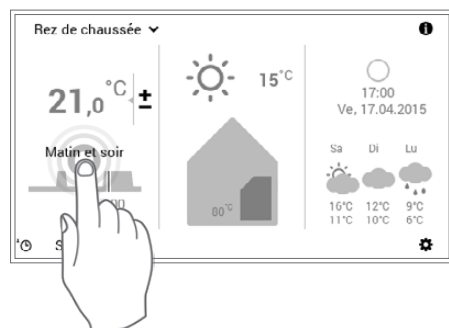 Rez de chaussée
21,0 °C ±
15°C
17:00
Ve, 17.04.2015
Matin et soir
Sa Di Lu
16°C 12°C 9°C
11°C 10°C 6°C
S